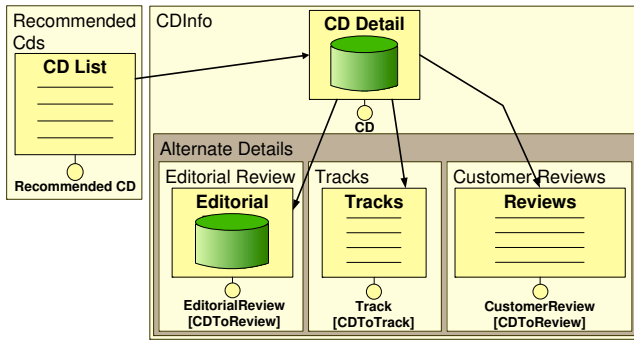 Recommended
Cds
CD List
Recommended CD
CDInfo
CD Detail
CD
Alternate Details
Editorial Review
Editorial
EditorialReview
[CDToReview]
Tracks
Tracks
Track
[CDToTrack]
Customer Reviews
Reviews
CustomerReview
[CDToReview]